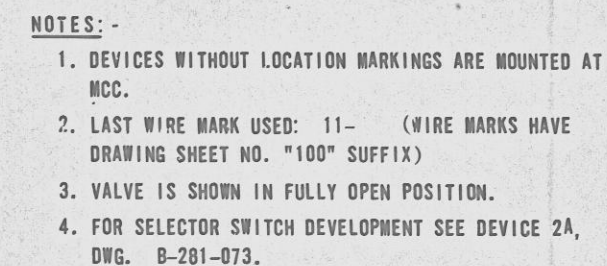 NOTES: -
1. DEVICES WITHOUT LOCATION MARKINGS ARE MOUNTED AT
MCC.
2. LAST WIRE MARK USED: 11- (WIRE MARKS HAVE
DRAWING SHEET NO. "100" SUFFIX)
3. VALVE IS SHOWN IN FULLY OPEN POSITION.
4. FOR SELECTOR SWITCH DEVELOPMENT SEE DEVICE 2A,
DWG. B-281-073.